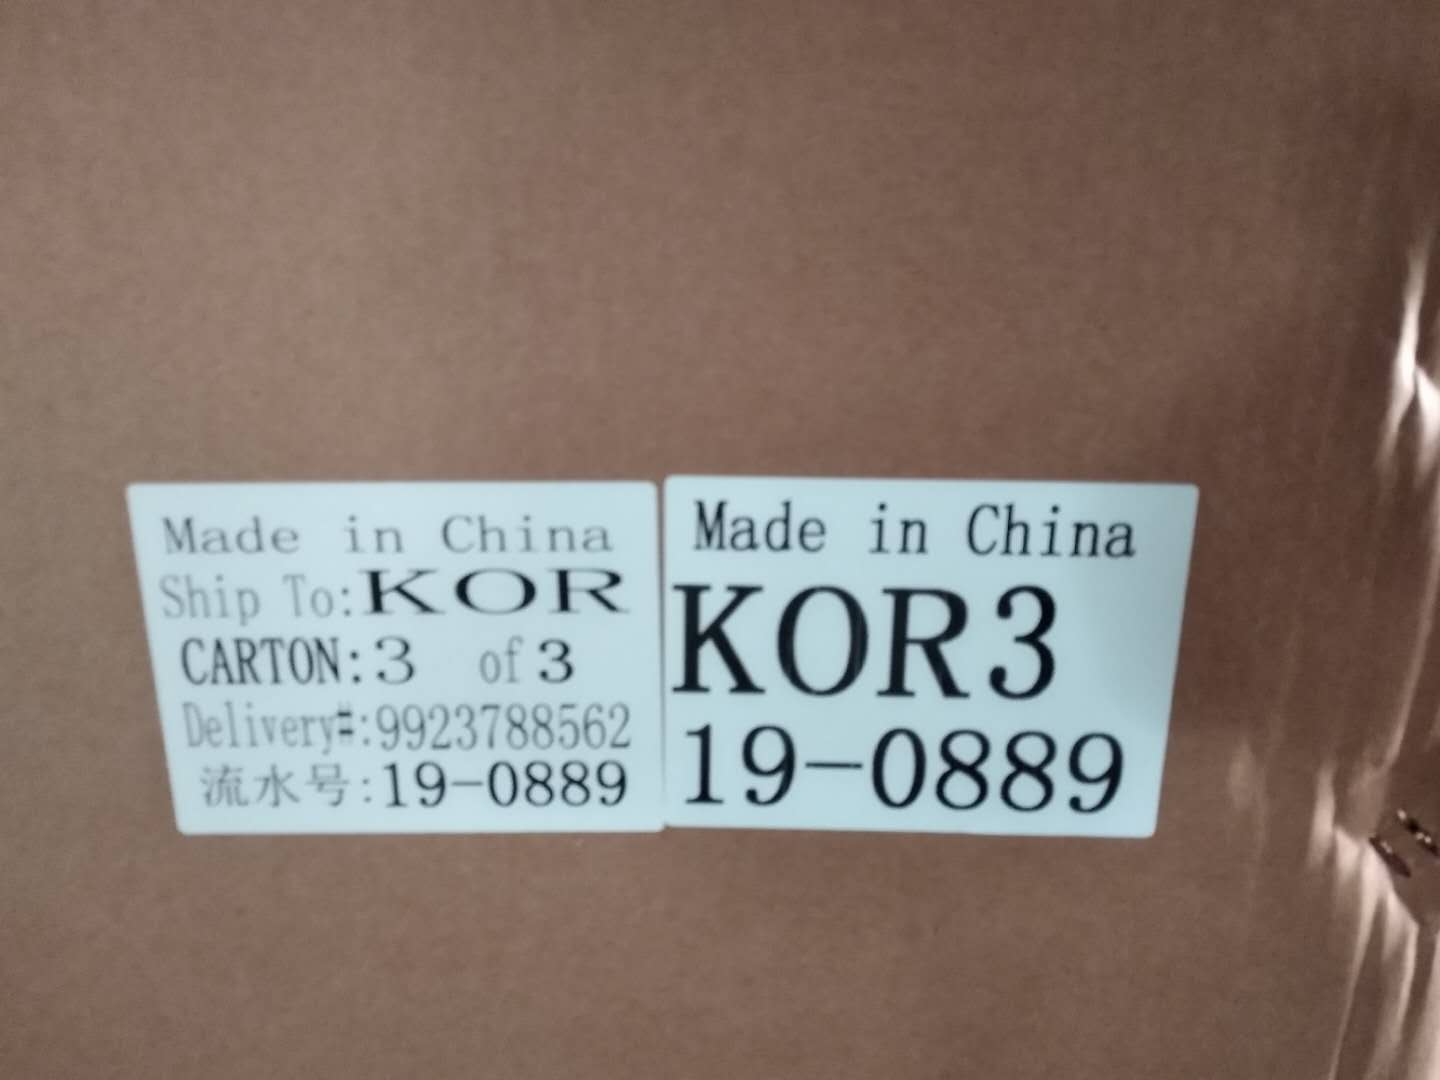 Made in China
Ship To:KOR
CARTON:3 of 3
Delivery#:9923788562
流水号:19-0889
Made in China
KOR3
19-0889